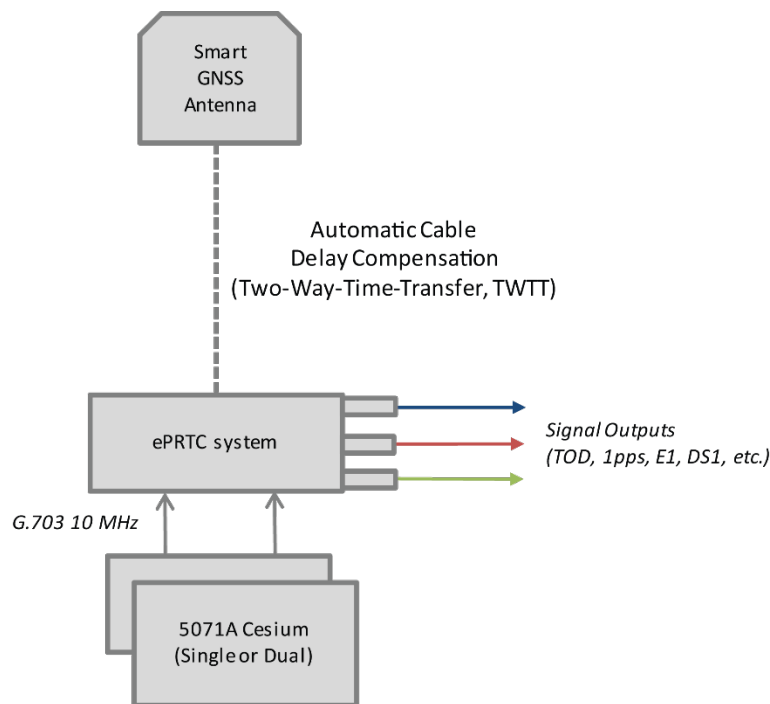 Smart
GNSS
Antenna
Automatic Cable
Delay Compensation
(Two-Way-Time-Transfer, TWTT)
ePRTC system
Signal Outputs
(TOD, 1pps, E1, DS1, etc.)
G.703 10 MHz
5071A Cesium
(Single or Dual)